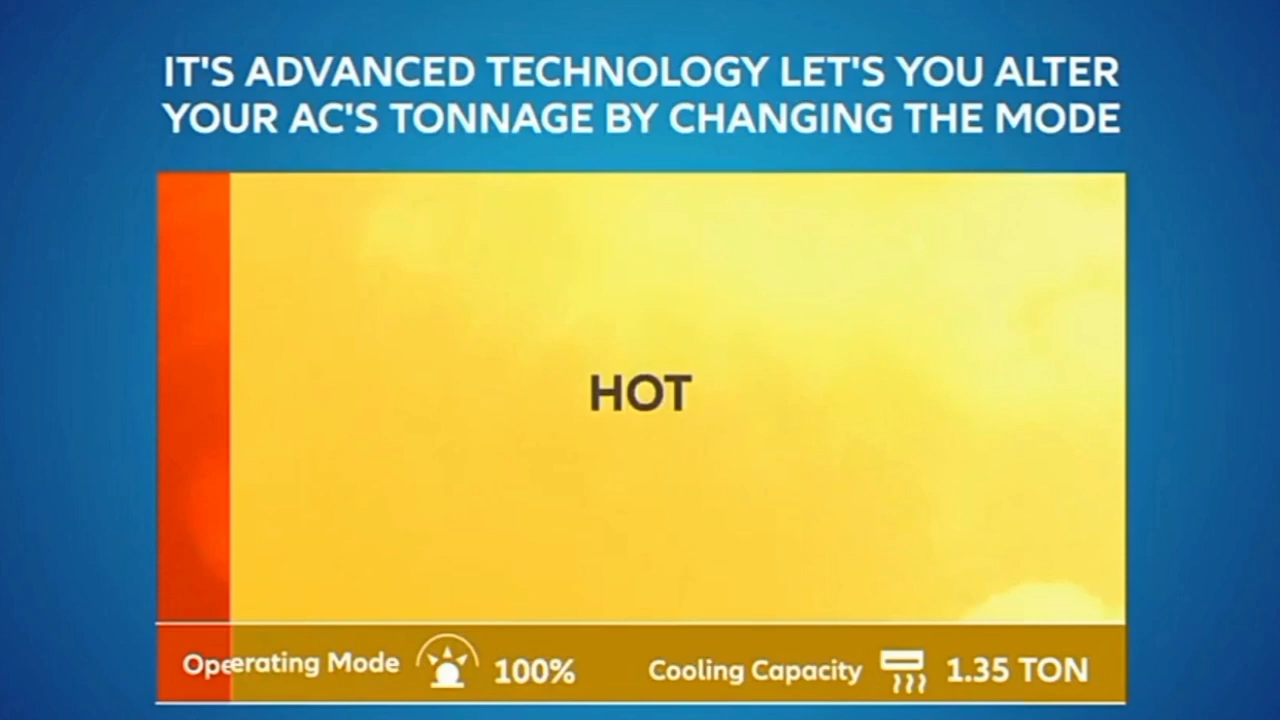 IT'S ADVANCED TECHNOLOGY LET'S YOU ALTER
YOUR AC'S TONNAGE BY CHANGING THE MODE
HOT
Operating Mode 100% Cooling Capacity 1.35 TON